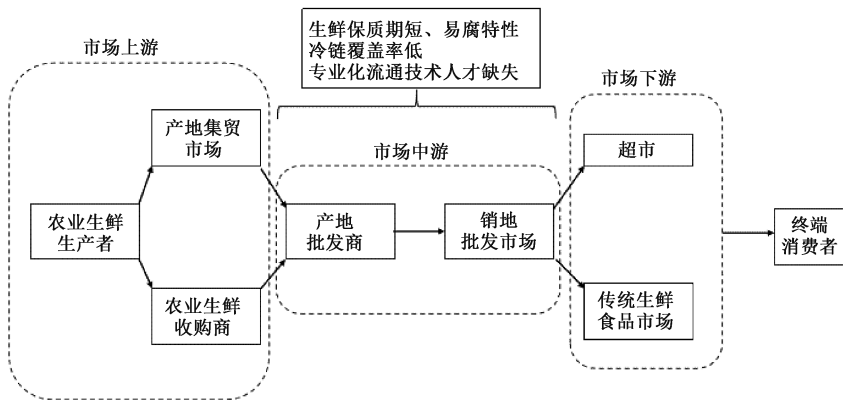 生鲜保质期短、易腐特性
冷链覆盖率低
专业化流通技术人才缺失
市场上游
市场下游
产地集贸
市场
市场中游
超市
农业生鲜
生产者
产地
批发商
销地
批发市场
终端
消费者
农业生鲜
收购商
传统生鲜
食品市场